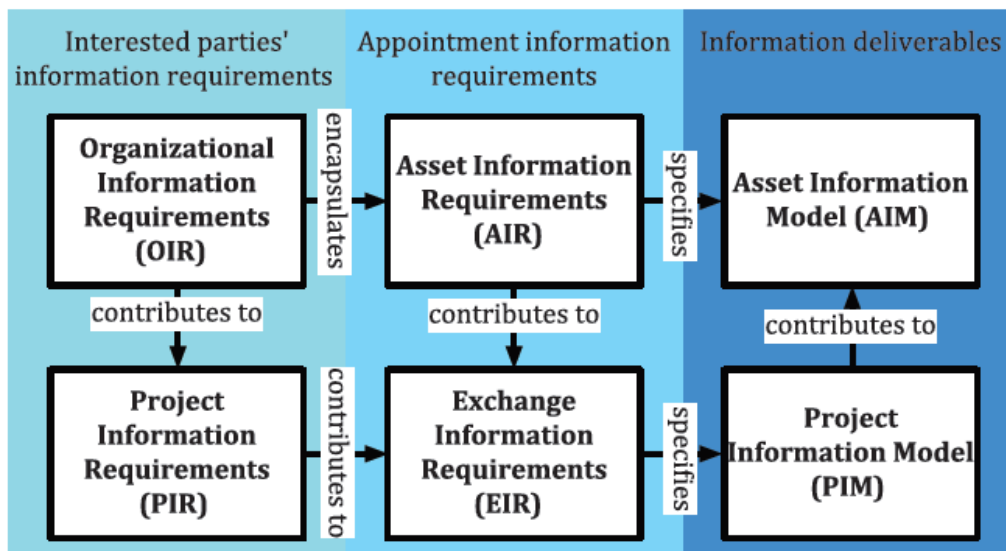 Interested parties'
information requirements
Appointment information
requirements
Information deliverables
Organizational
Information
Requirements
(OIR)
encapsulates
Asset Information
Requirements
(AIR)
specifies
Asset Information
Model (AIM)
contributes to
contributes to
contributes to
Project
Information
Requirements
(PIR)
contributes to
Exchange
Information
Requirements
(EIR)
specifies
Project
Information Model
(PIM)